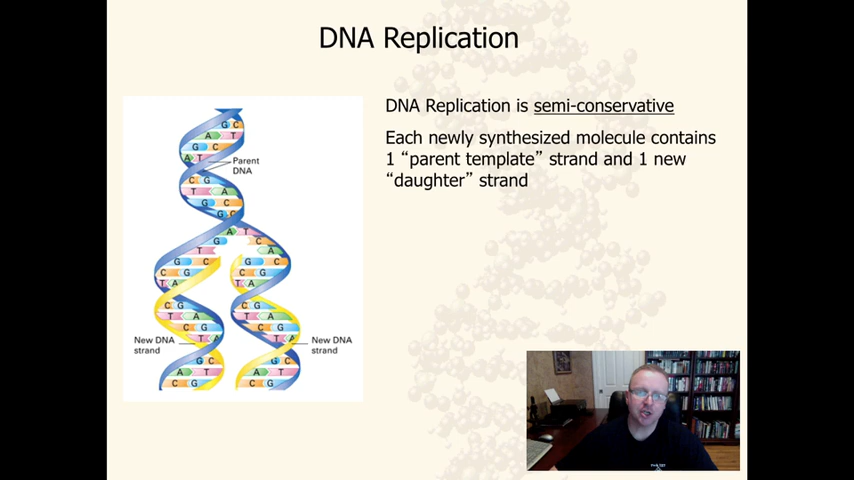 DNA Replication
DNA Replication is semi-conservative
Each newly synthesized molecule contains
1 “parent template” strand and 1 new
“daughter” strand
G C
A T
G C
A T
Parent
DNA
C G
T A
G C
G C
A T
T C
G A
T
G C G C
C G C G
T A T A
C G C G
T A T A
C G C G
New DNA
strand
T A T A
New DNA
strand
G C G C
A T A T
C G C G